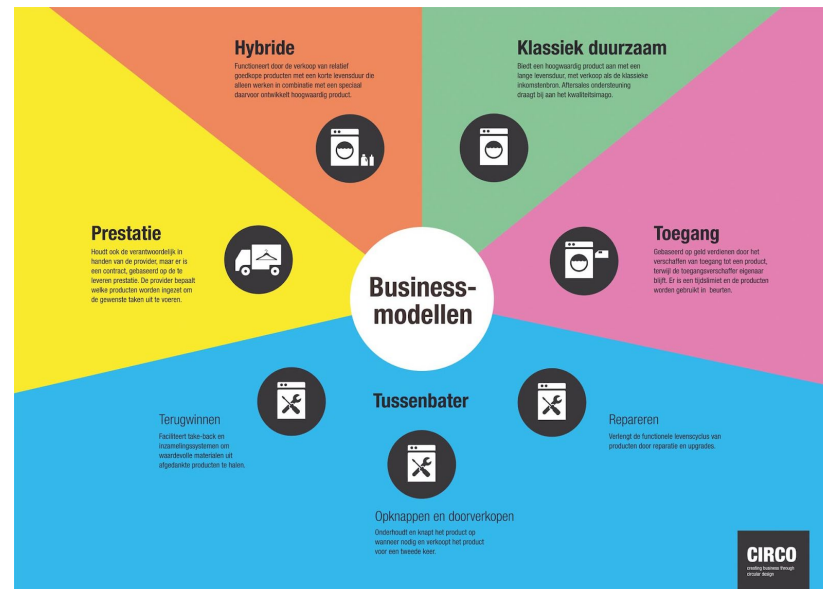 Hybride
Functioneert door de verkoop van relatief
goedkope producten met een korte levensduur die
alleen werken in combinatie met een speciaal
daarvoor ontwikkelt hoogwaardig product.
Klassiek duurzaam
Biedt een hoogwaardig product aan met een
lange levensduur, met verkoop als de klassieke
inkomstenbron. Aftersales ondersteuning
draagt bij aan het kwaliteitsimago.
Prestatie
Houdt ook de verantwoordelijk in
handen van de provider, maar er is
een contract, gebaseerd op de te
leveren prestatie. De provider bepaalt
welke producten worden ingezet om
de gewenste taken uit te voeren.
Toegang
Gebaseerd op geld verdienen door het
verschaffen van toegang tot een product,
terwijl de toegangsverschaffer eigenaar
blijft. Er is een tijdslimiet en de producten
worden gebruikt in beurten.
Business-
modellen
Tussenbater
Terugwinnen
Faciliteert take-back en
inzamelingssystemen om
waardevolle materialen uit
afgedankte producten te halen.
Repareren
Verlengt de functionele levenscyclus van
producten door reparatie en upgrades.
Opknappen en doorverkopen
Onderhoudt en knapt het product op
wanneer nodig en verkoopt het product
voor een tweede keer.
CIRCO
creating business through
circular design